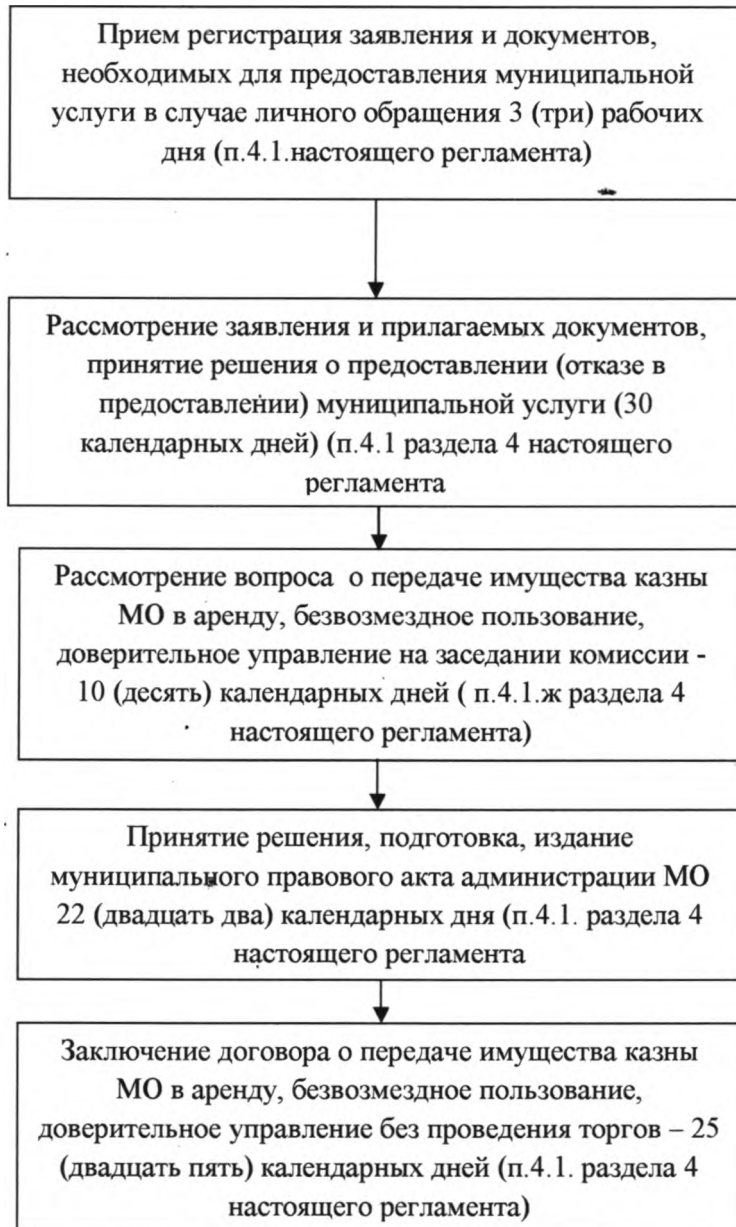 Прием регистрация заявления и документов,
необходимых для предоставления муниципальной
услуги в случае личного обращения 3 (три) рабочих
дня (п.4.1.настоящего регламента)
Рассмотрение заявления и прилагаемых документов,
принятие решения о предоставлении (отказе в
предоставлении) муниципальной услуги (30
календарных дней) (п.4.1 раздела 4 настоящего
регламента
Рассмотрение вопроса о передаче имущества казны
МО в аренду, безвозмездное пользование,
доверительное управление на заседании комиссии -
10 (десять) календарных дней ( п.4.1.ж раздела 4
настоящего регламента)
Принятие решения, подготовка, издание
муниципального правового акта администрации МО
22 (двадцать два) календарных дня (п.4.1. раздела 4
настоящего регламента
Заключение договора о передаче имущества казны
МО в аренду, безвозмездное пользование,
доверительное управление без проведения торгов – 25
(двадцать пять) календарных дней (п.4.1. раздела 4
настоящего регламента)